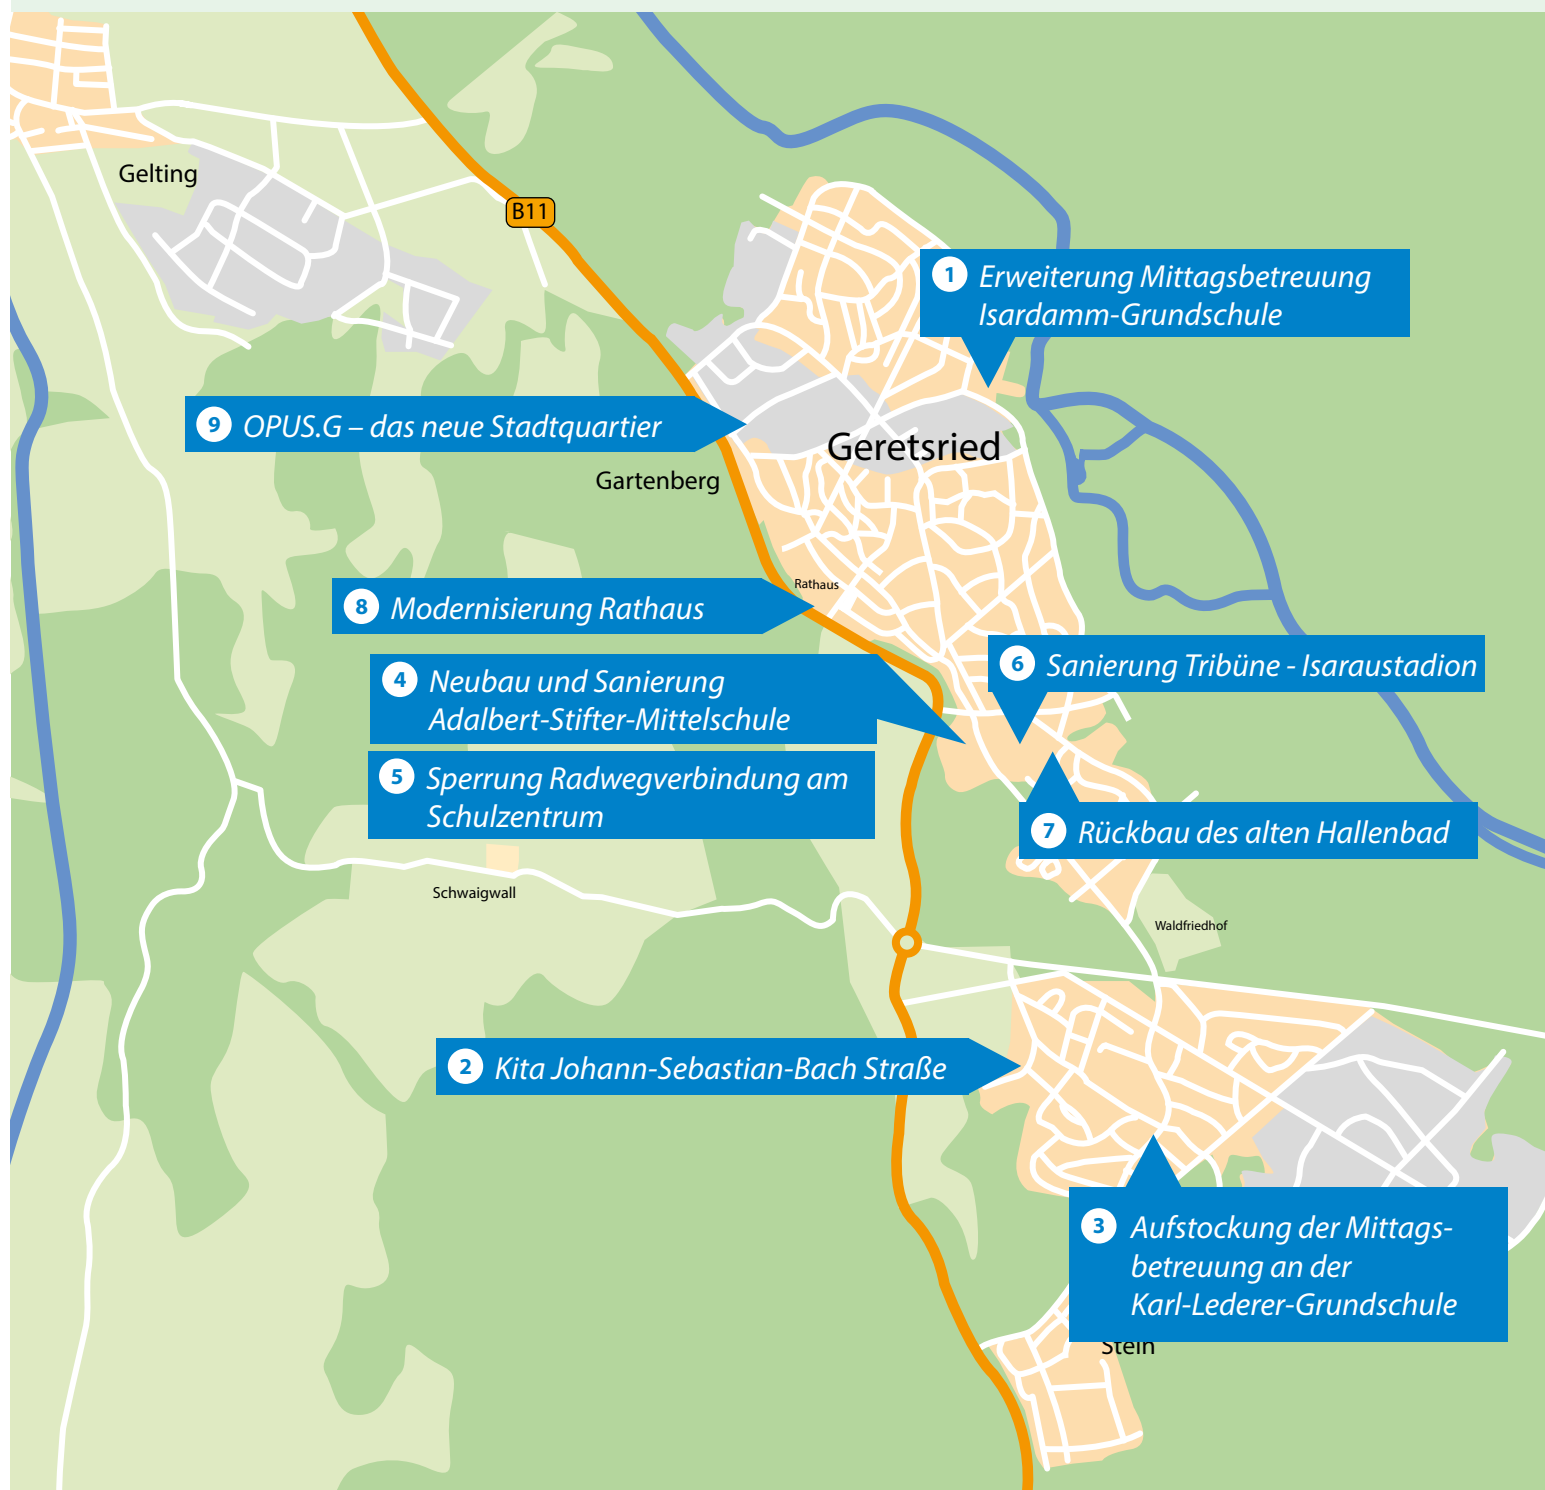 Gelting
B11
1 Erweiterung Mittagsbetreuung
Isardamm-Grundschule
9 OPUS.G – das neue Stadtquartier
Geretsried
Gartenberg
Rathaus
8 Modernisierung Rathaus
6 Sanierung Tribüne - Isaraustadion
4 Neubau und Sanierung
Adalbert-Stifter-Mittelschule
5 Sperrung Radwegverbindung am
Schulzentrum
7 Rückbau des alten Hallenbad
Schwaigwall
Waldfriedhof
2 Kita Johann-Sebastian-Bach Straße
3 Aufstockung der Mittags-
betreuung an der
Karl-Lederer-Grundschule
Stein